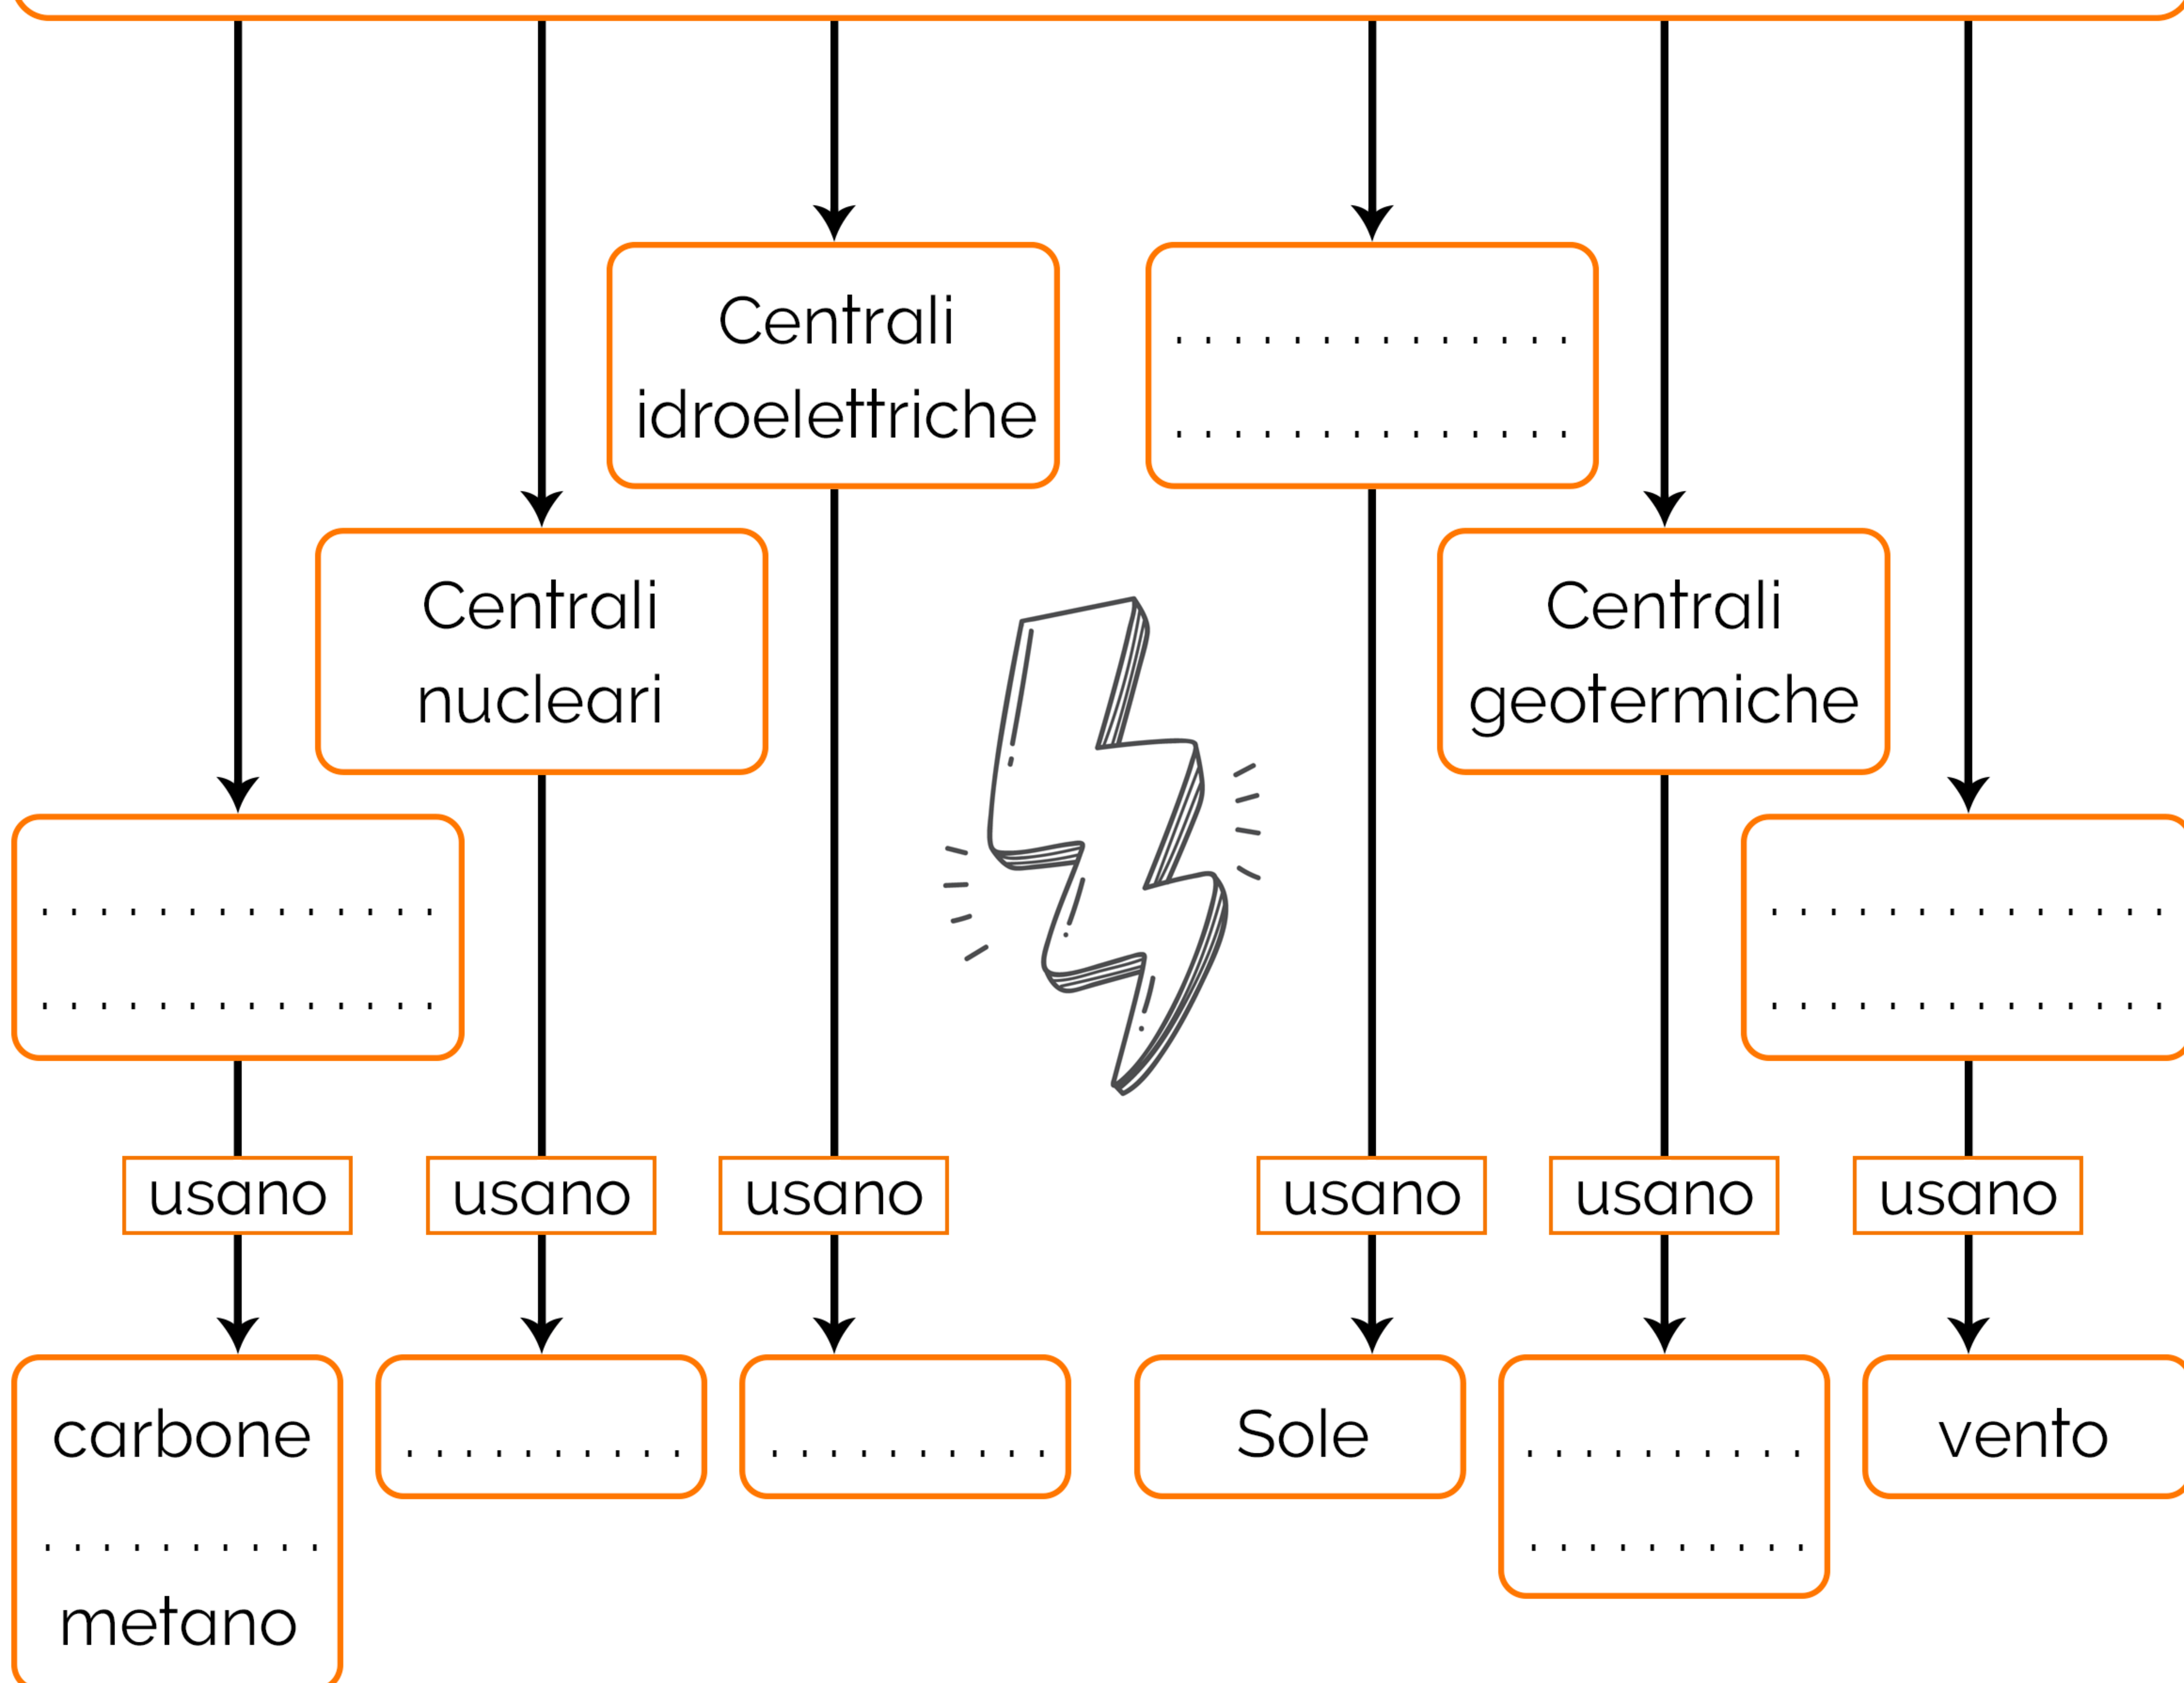 Centrali
idroelettriche
. . . . . . . . . . . . . .
. . . . . . . . . . . . . .
Centrali
nucleari
Centrali
geotermiche
. . . . . . . . . . . . . .
. . . . . . . . . . . . . .
. . . . . . . . . . . . . .
. . . . . . . . . . . . . .
usano
usano
usano
usano
usano
usano
carbone
. . . . . . . . . .
metano
. . . . . . . . . .
. . . . . . . . . .
Sole
. . . . . . . . . .
. . . . . . . . . .
vento